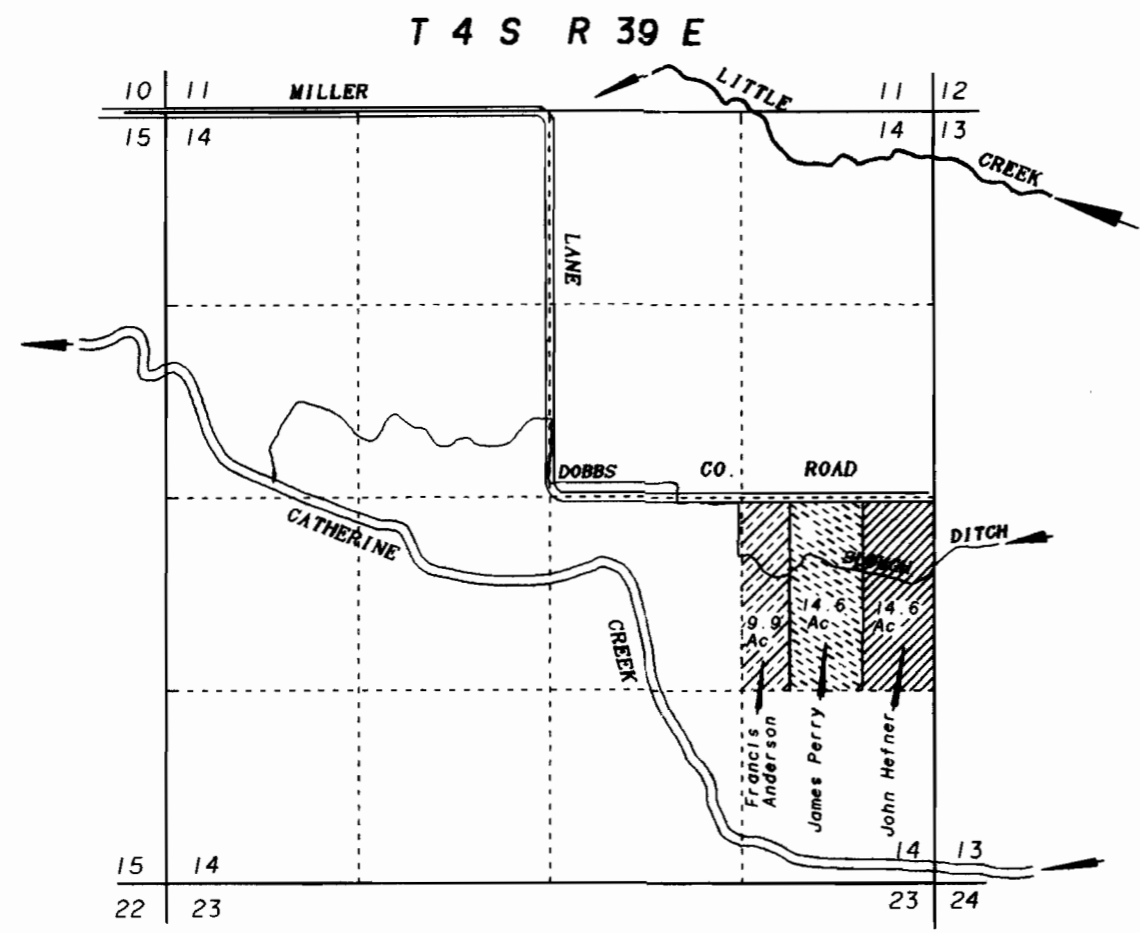 T 4 S R 39 E
10 11
MILLER
LITTLE
11 12
15 14
14 13
CREEK
LANE
DOBBS CO. ROAD
CATHERINE
DITCH
CREEK
9.9 Ac
14.6 Ac
14.6 Ac
Francis Anderson
James Perry
John Hefner
15 14
14 13
22 23
23 24